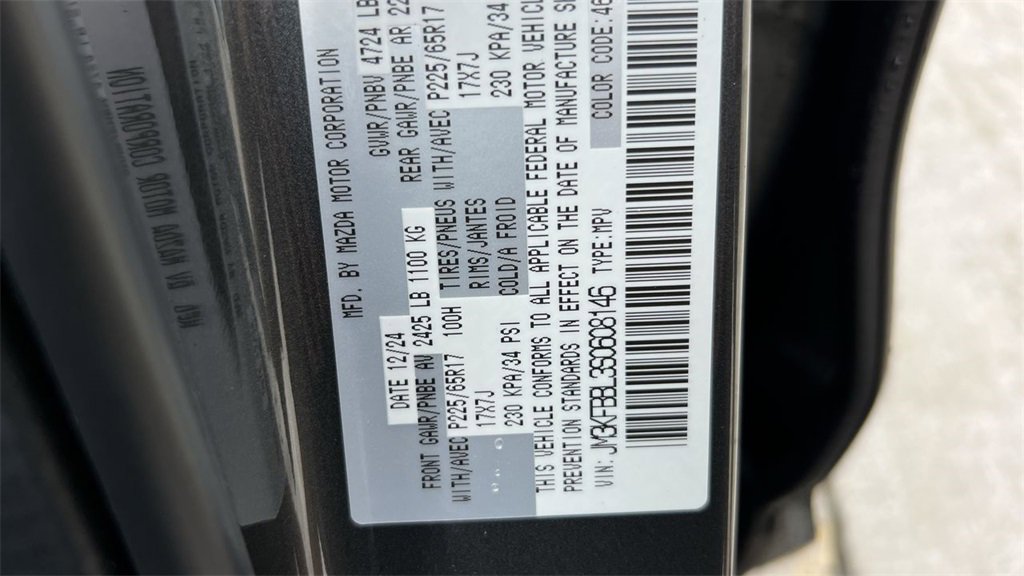 MFD. BY MAZDA MOTOR CORPORATION
DATE 12/24
GVWR/PNBV 4724 LB
FRONT GAWR/PNBE AV 2425 LB 1100 KG
REAR GAWR/PNBE AR 22
WITH/AVEC P225/65R17 100H
TIRES/PNEUS WITH/AVEC P225/65R17
17X7J
RIMS/JANTES
17X7J
230 KPA/34 PSI
COLD/A FROID
230 KPA/34
THIS VEHICLE CONFORMS TO ALL APPLICABLE FEDERAL MOTOR VEHICL
PREVENTION STANDARDS IN EFFECT ON THE DATE OF MANUFACTURE S
VIN: JM3KFBBL3S0608146 TYPE: MPV
COLOR CODE: 46